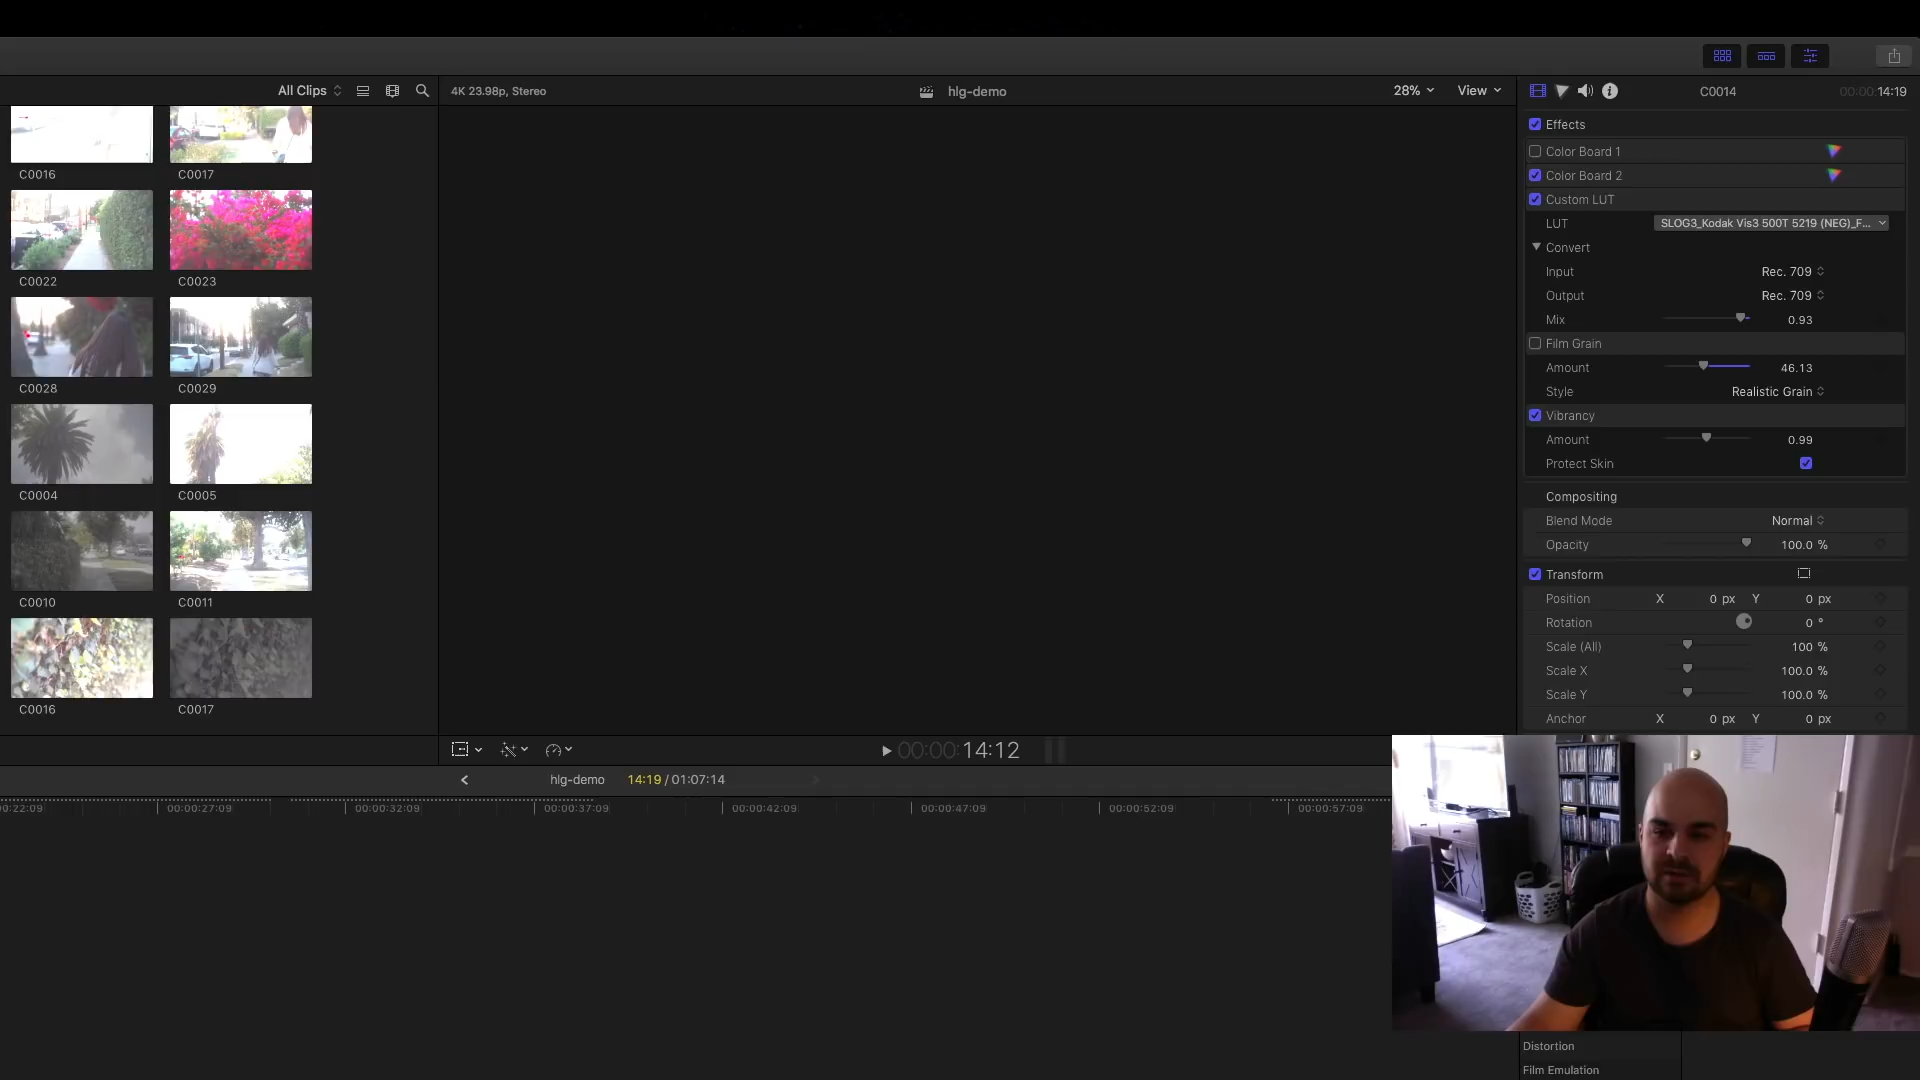 All Clips
4K 23.98p, Stereo
hlg-demo
28%
View
C0014
00:00:14:19
C0016
C0017
C0022
C0023
C0028
C0029
C0004
C0005
C0010
C0011
C0016
C0017
Effects
Color Board 1
Color Board 2
Custom LUT
LUT
SLOG3_Kodak Vis3 500T 5219 (NEG)_F...
Convert
Input
Rec. 709
Output
Rec. 709
Mix
0.93
Film Grain
Amount
46.13
Style
Realistic Grain
Vibrancy
Amount
0.99
Protect Skin
Compositing
Blend Mode
Normal
Opacity
100.0 %
Transform
Position
X 0 px Y 0 px
Rotation
0 °
Scale (All)
100 %
Scale X
100.0 %
Scale Y
100.0 %
Anchor
X 0 px Y 0 px
00:00:14:12
hlg-demo
14:19 / 01:07:14
0:22:09
00:00:27:09
00:00:32:09
00:00:37:09
00:00:42:09
00:00:47:09
00:00:52:09
00:00:57:09
Distortion
Film Emulation